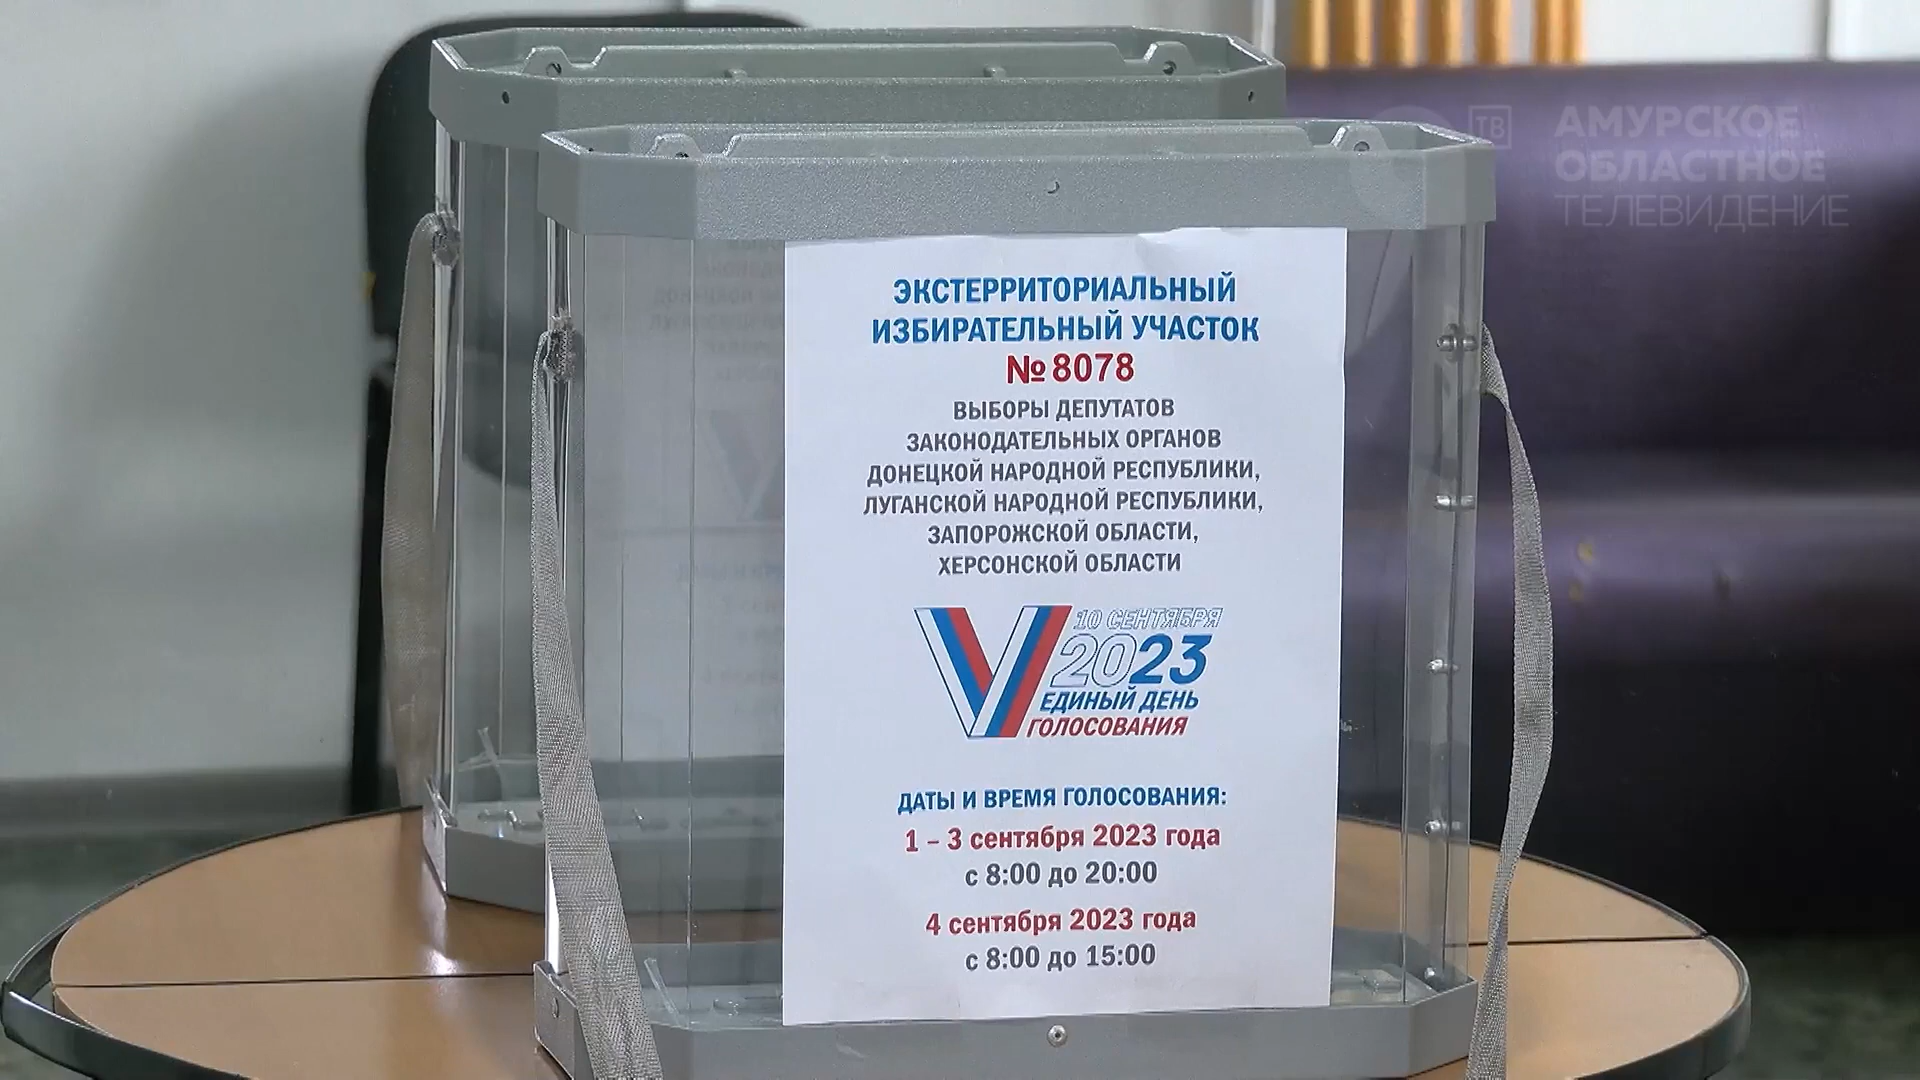 ТВ
АМУРСКОЕ
ОБЛАСТНОЕ
ТЕЛЕВИДЕНИЕ
ЭКСТЕРРИТОРИАЛЬНЫЙ
ИЗБИРАТЕЛЬНЫЙ УЧАСТОК
№ 8078
ВЫБОРЫ ДЕПУТАТОВ
ЗАКОНОДАТЕЛЬНЫХ ОРГАНОВ
ДОНЕЦКОЙ НАРОДНОЙ РЕСПУБЛИКИ,
ЛУГАНСКОЙ НАРОДНОЙ РЕСПУБЛИКИ,
ЗАПОРОЖСКОЙ ОБЛАСТИ,
ХЕРСОНСКОЙ ОБЛАСТИ
10 СЕНТЯБРЯ
2023
ЕДИНЫЙ ДЕНЬ
ГОЛОСОВАНИЯ
ДАТЫ И ВРЕМЯ ГОЛОСОВАНИЯ:
1 – 3 сентября 2023 года
с 8:00 до 20:00
4 сентября 2023 года
с 8:00 до 15:00